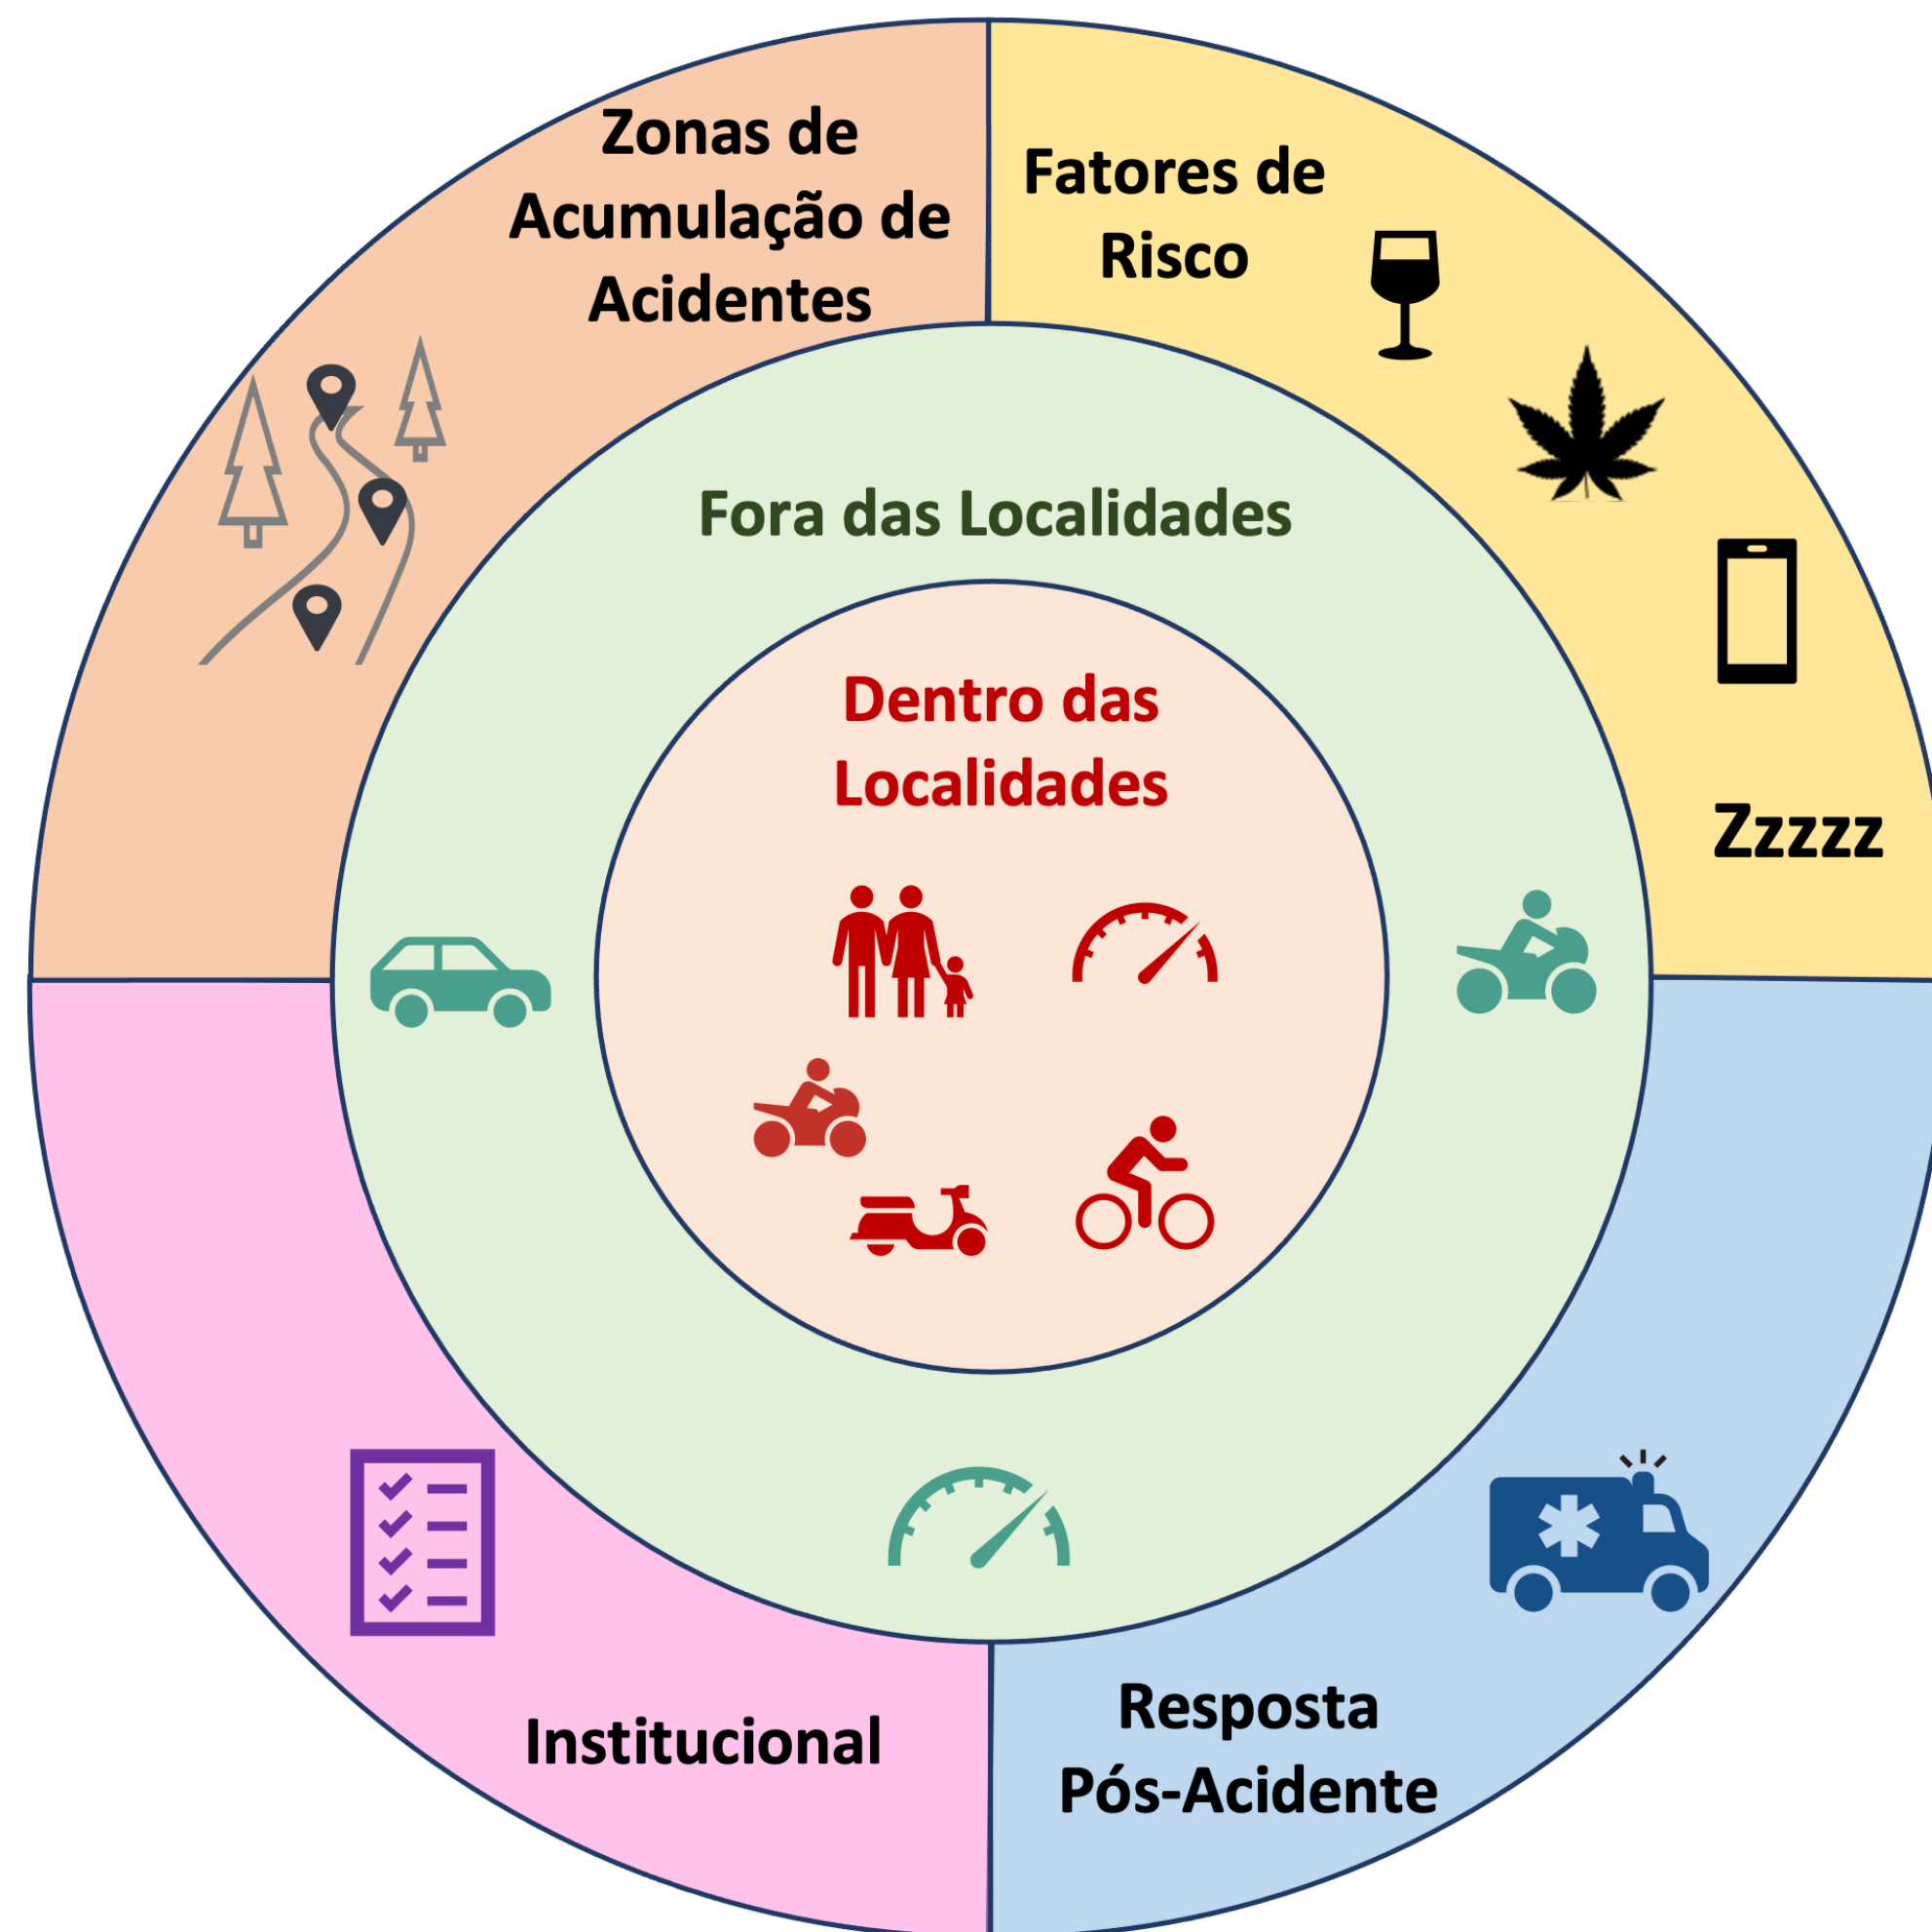 Zonas de
Acumulação de
Acidentes
Fatores de
Risco
Fora das Localidades
Dentro das
Localidades
Zzzzz
Institucional
Resposta
Pós-Acidente